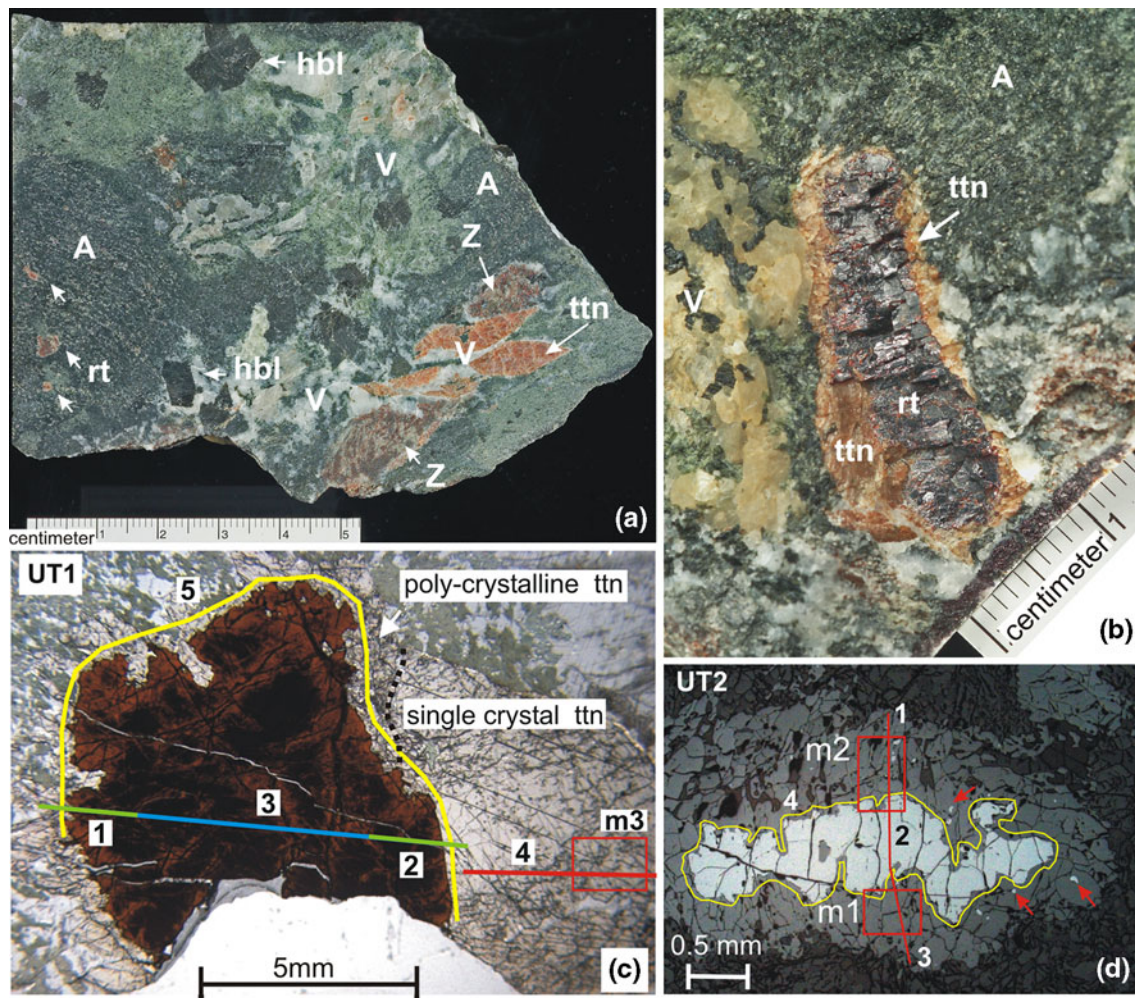 hbl
V
A
A
Z
ttn
V
rt
hbl
V
Z
centimeter 1 2 3 4 5
(a)
A
ttn
V
rt
ttn
centimeter 1
(b)
UT1
5
poly-crystalline ttn
single crystal ttn
3
m3
1
4
2
5mm
(c)
UT2
1
m2
4
2
m1
3
0.5 mm
(d)